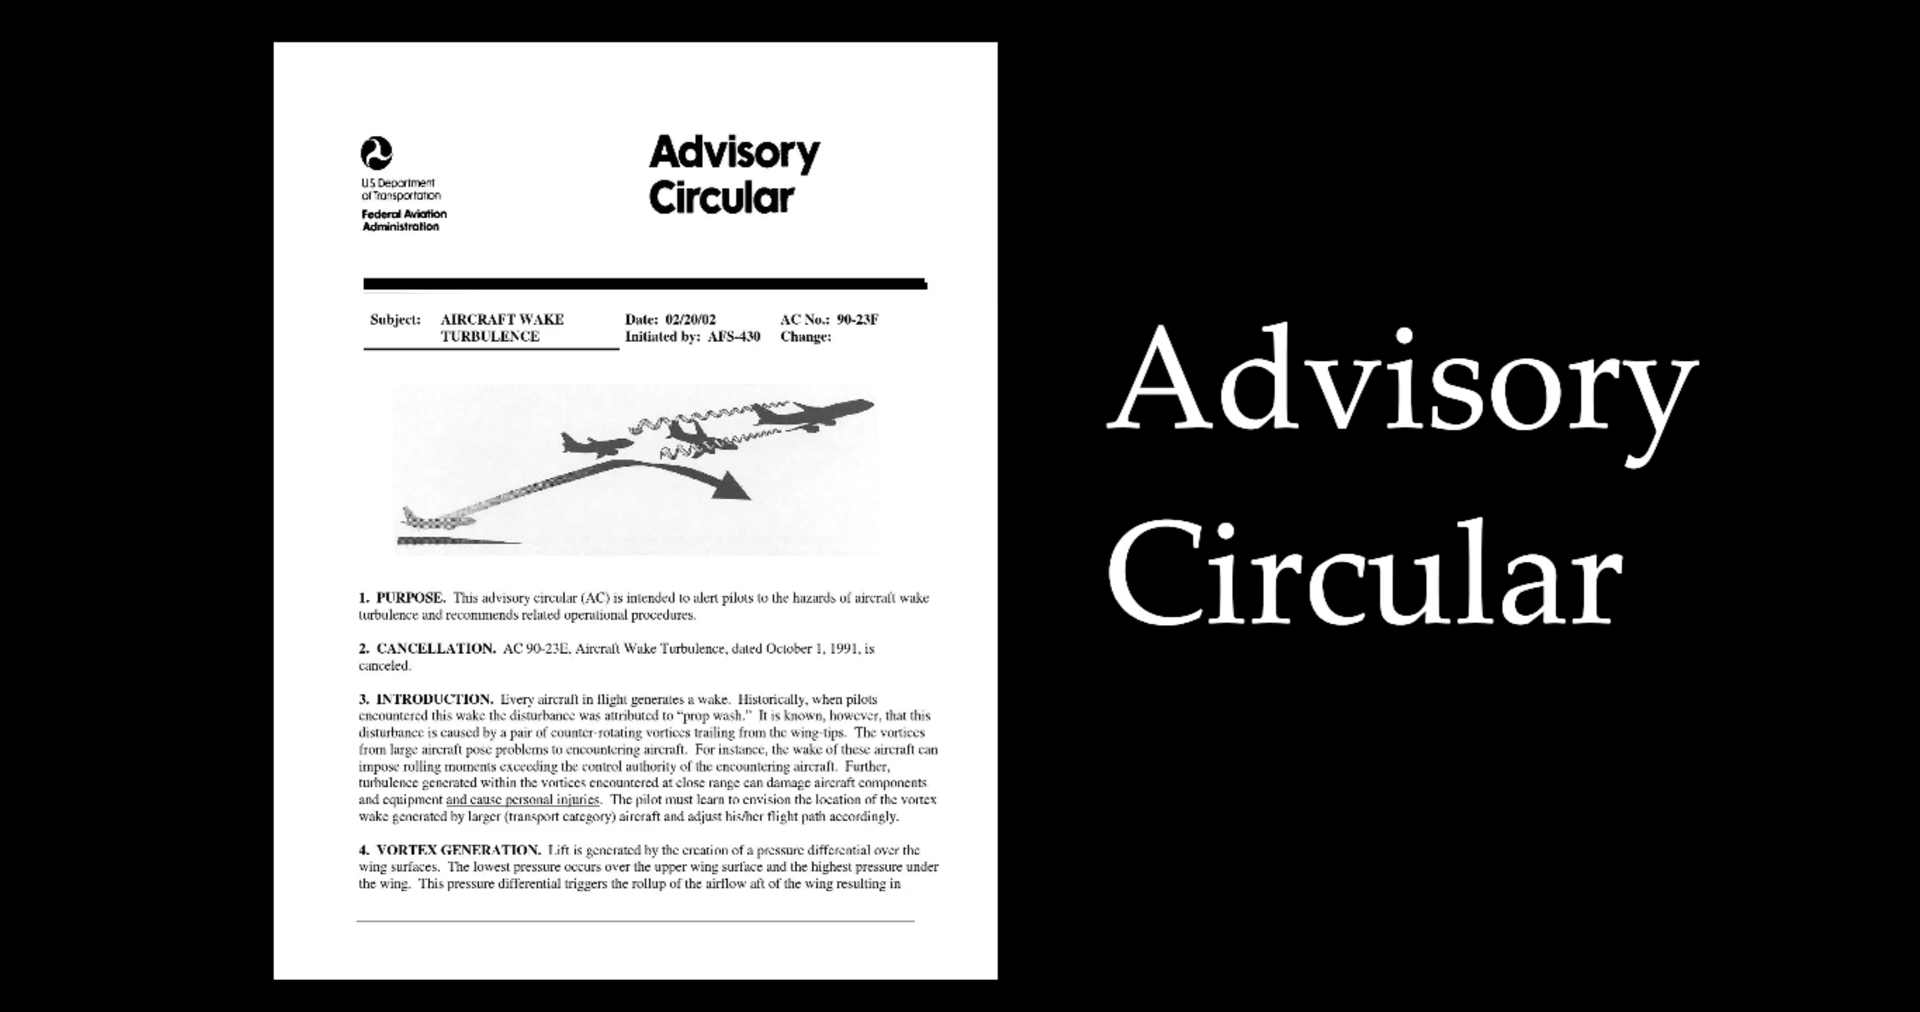 U.S. Department
of Transportation
Federal Aviation
Administration
Advisory
Circular
Subject: AIRCRAFT WAKE
TURBULENCE
Date: 02/20/02
Initiated by: AFS-430
AC No.: 90-23F
Change:
1. PURPOSE. This advisory circular (AC) is intended to alert pilots to the hazards of aircraft wake
turbulence and recommends related operational procedures.
2. CANCELLATION. AC 90-23E, Aircraft Wake Turbulence, dated October 1, 1991, is
canceled.
3. INTRODUCTION. Every aircraft in flight generates a wake. Historically, when pilots
encountered this wake the disturbance was attributed to “prop wash.” It is known, however, that this
disturbance is caused by a pair of counter-rotating vortices trailing from the wing-tips. The vortices
from large aircraft pose problems to encountering aircraft. For instance, the wake of these aircraft can
impose rolling moments exceeding the control authority of the encountering aircraft. Further,
turbulence generated within the vortices encountered at close range can damage aircraft components
and equipment and cause personal injuries. The pilot must learn to envision the location of the vortex
wake generated by larger (transport category) aircraft and adjust his/her flight path accordingly.
4. VORTEX GENERATION. Lift is generated by the creation of a pressure differential over the
wing surfaces. The lowest pressure occurs over the upper wing surface and the highest pressure under
the wing. This pressure differential triggers the rollup of the airflow aft of the wing resulting in
Advisory
Circular